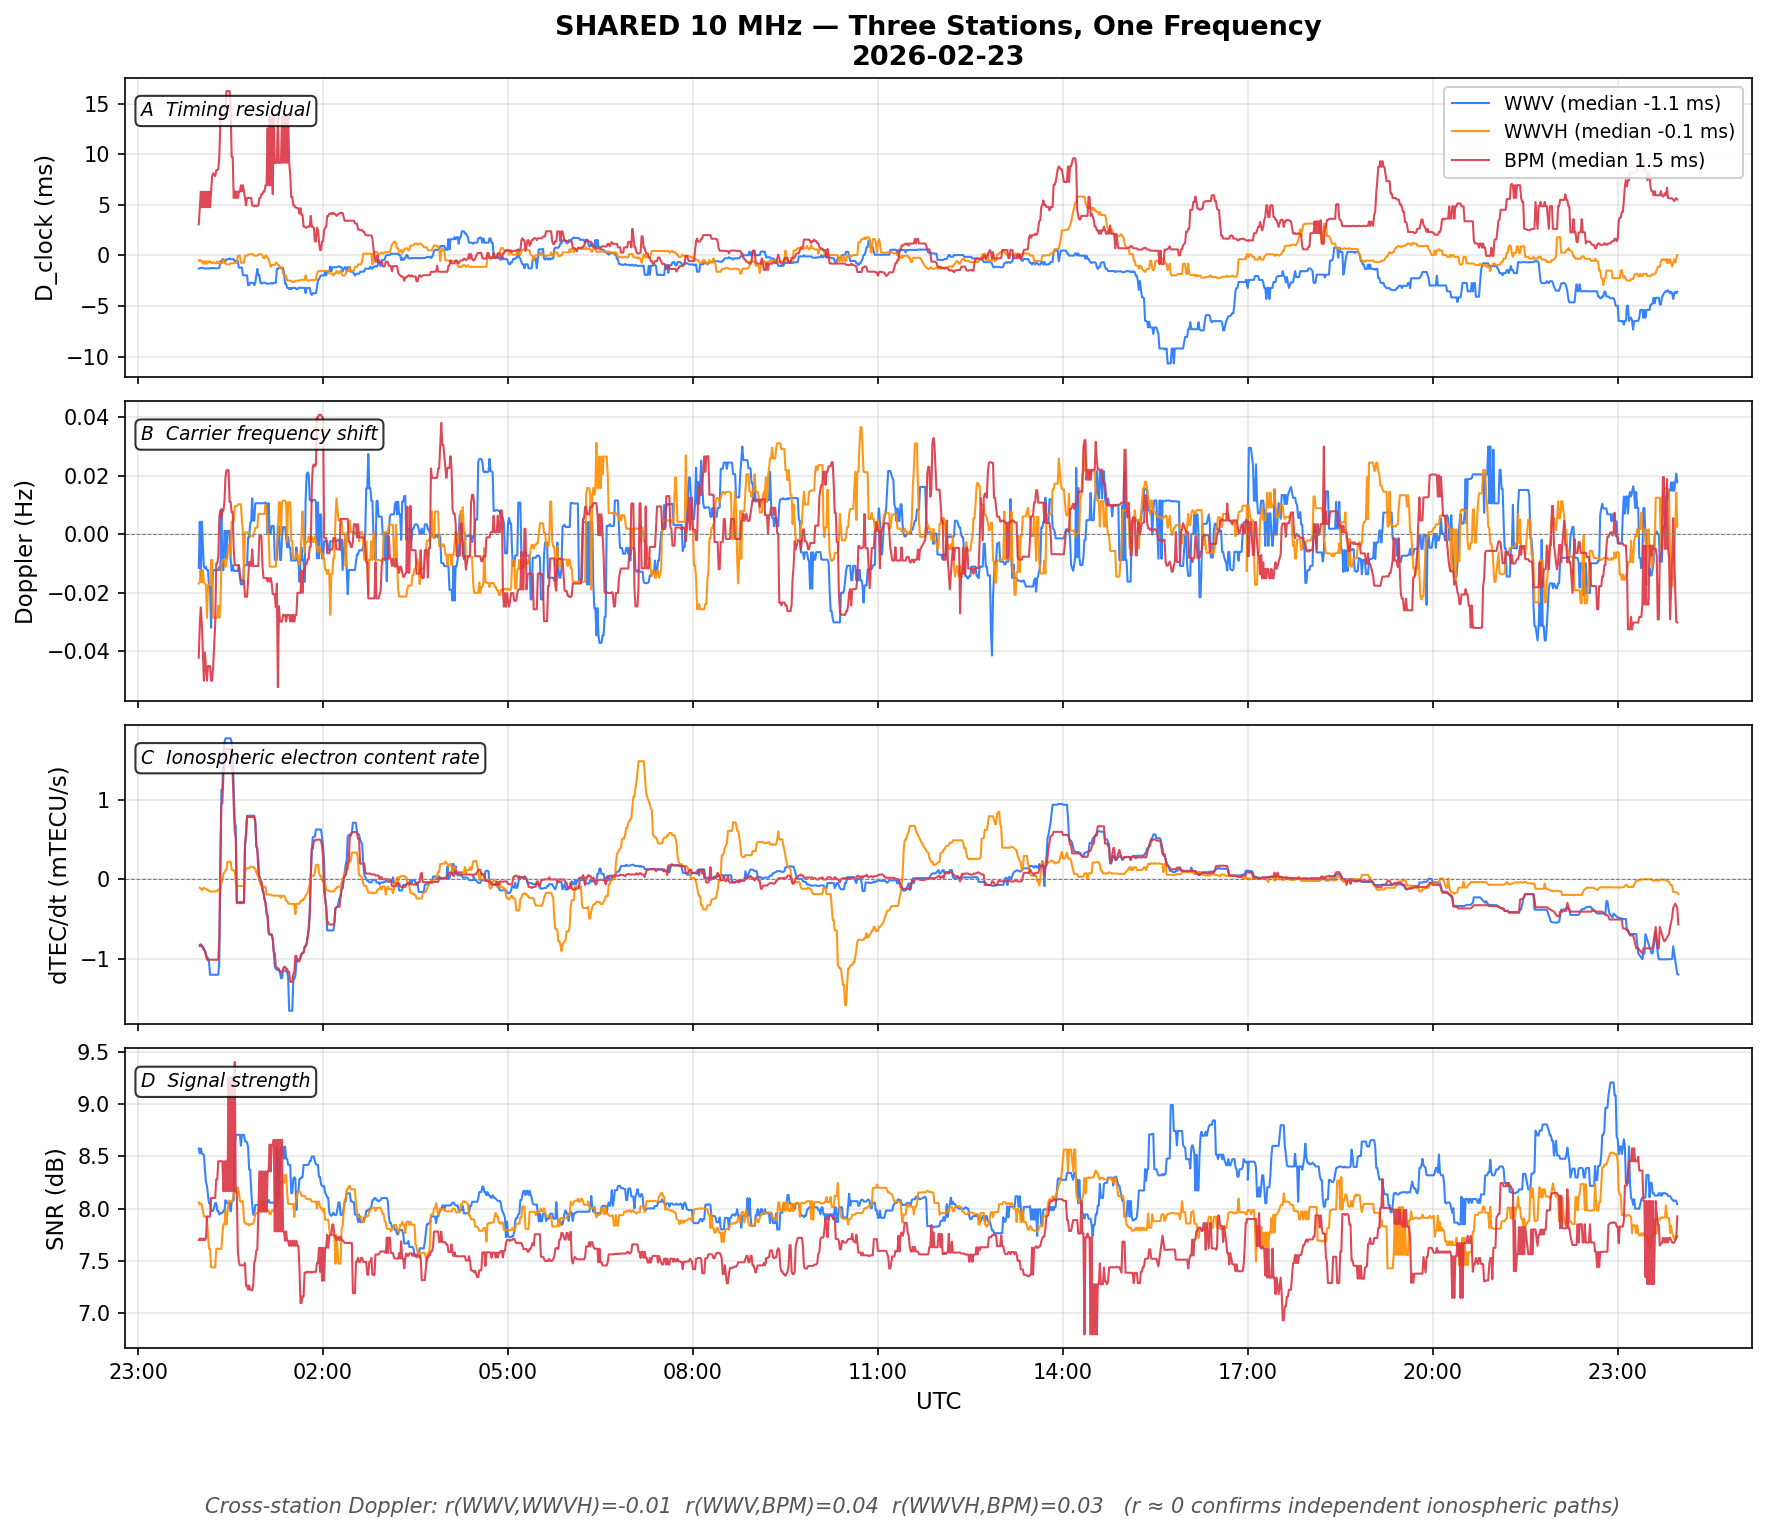 SHARED 10 MHz — Three Stations, One Frequency
2026-02-23
A Timing residual
WWV (median -1.1 ms)
WWVH (median -0.1 ms)
BPM (median 1.5 ms)
D_clock (ms)
15
10
5
0
−5
−10
B Carrier frequency shift
Doppler (Hz)
0.04
0.02
0.00
−0.02
−0.04
C Ionospheric electron content rate
dTEC/dt (mTECU/s)
1
0
−1
D Signal strength
SNR (dB)
9.5
9.0
8.5
8.0
7.5
7.0
23:00 02:00 05:00 08:00 11:00 14:00 17:00 20:00 23:00
UTC
Cross-station Doppler: r(WWV,WWVH)=-0.01 r(WWV,BPM)=0.04 r(WWVH,BPM)=0.03 (r ≈ 0 confirms independent ionospheric paths)